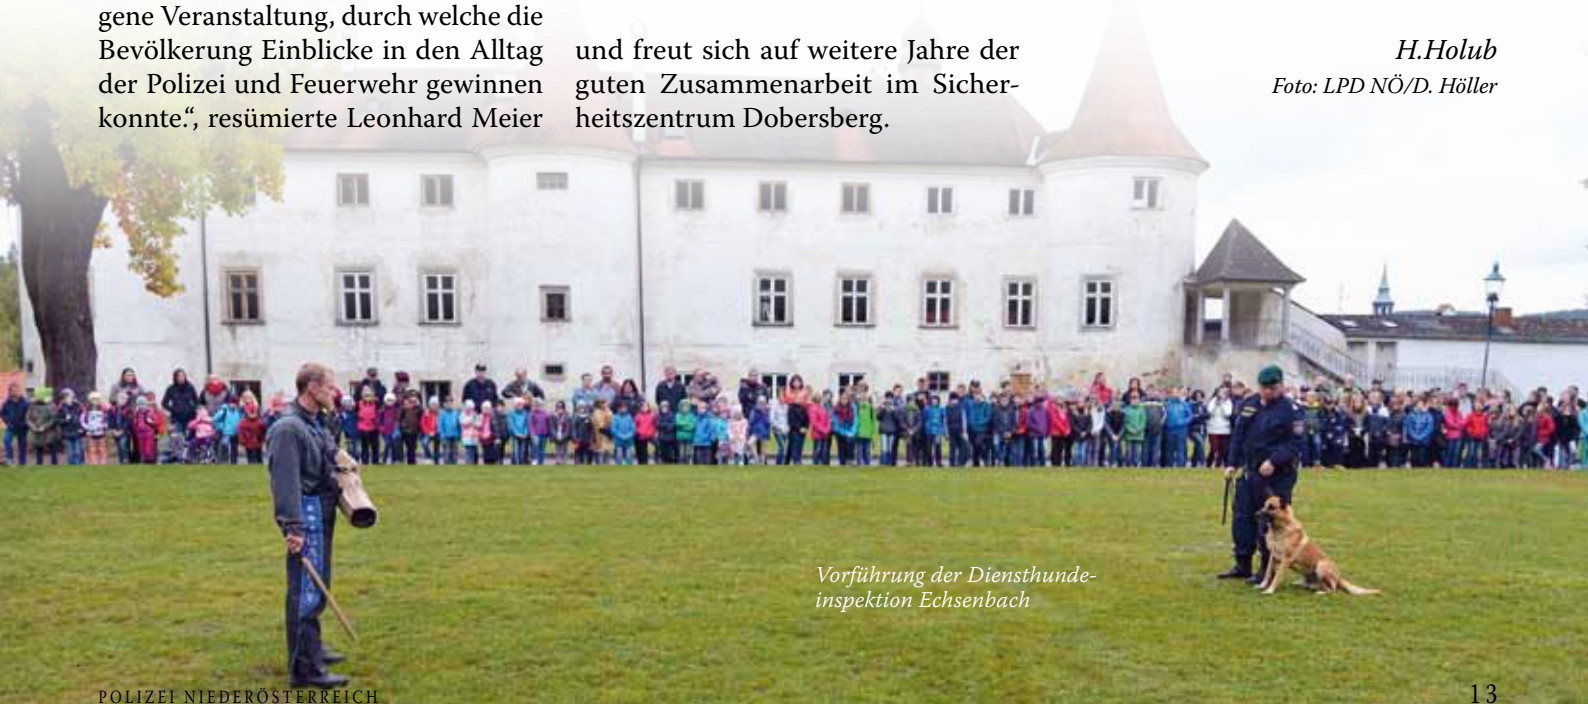 gene Veranstaltung, durch welche die
Bevölkerung Einblicke in den Alltag
der Polizei und Feuerwehr gewinnen
konnte.“, resümierte Leonhard Meier
und freut sich auf weitere Jahre der
guten Zusammenarbeit im Sicher-
heitszentrum Dobersberg.
H.Holub
Foto: LPD NÖ/D. Höller
Vorführung der Diensthunde-
inspektion Echsenbach
POLIZEI NIEDERÖSTERREICH
13